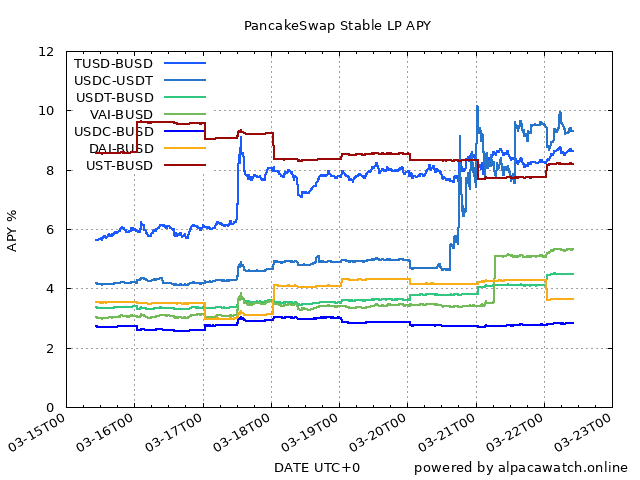 PancakeSwap Stable LP APY
12
10
8
6
4
2
0
APY %
TUSD-BUSD
USDC-USDT
USDT-BUSD
VAI-BUSD
USDC-BUSD
DAI-BUSD
UST-BUSD
03-15T00
03-16T00
03-17T00
03-18T00
03-19T00
03-20T00
03-21T00
03-22T00
03-23T00
DATE UTC+0
powered by alpacawatch.online